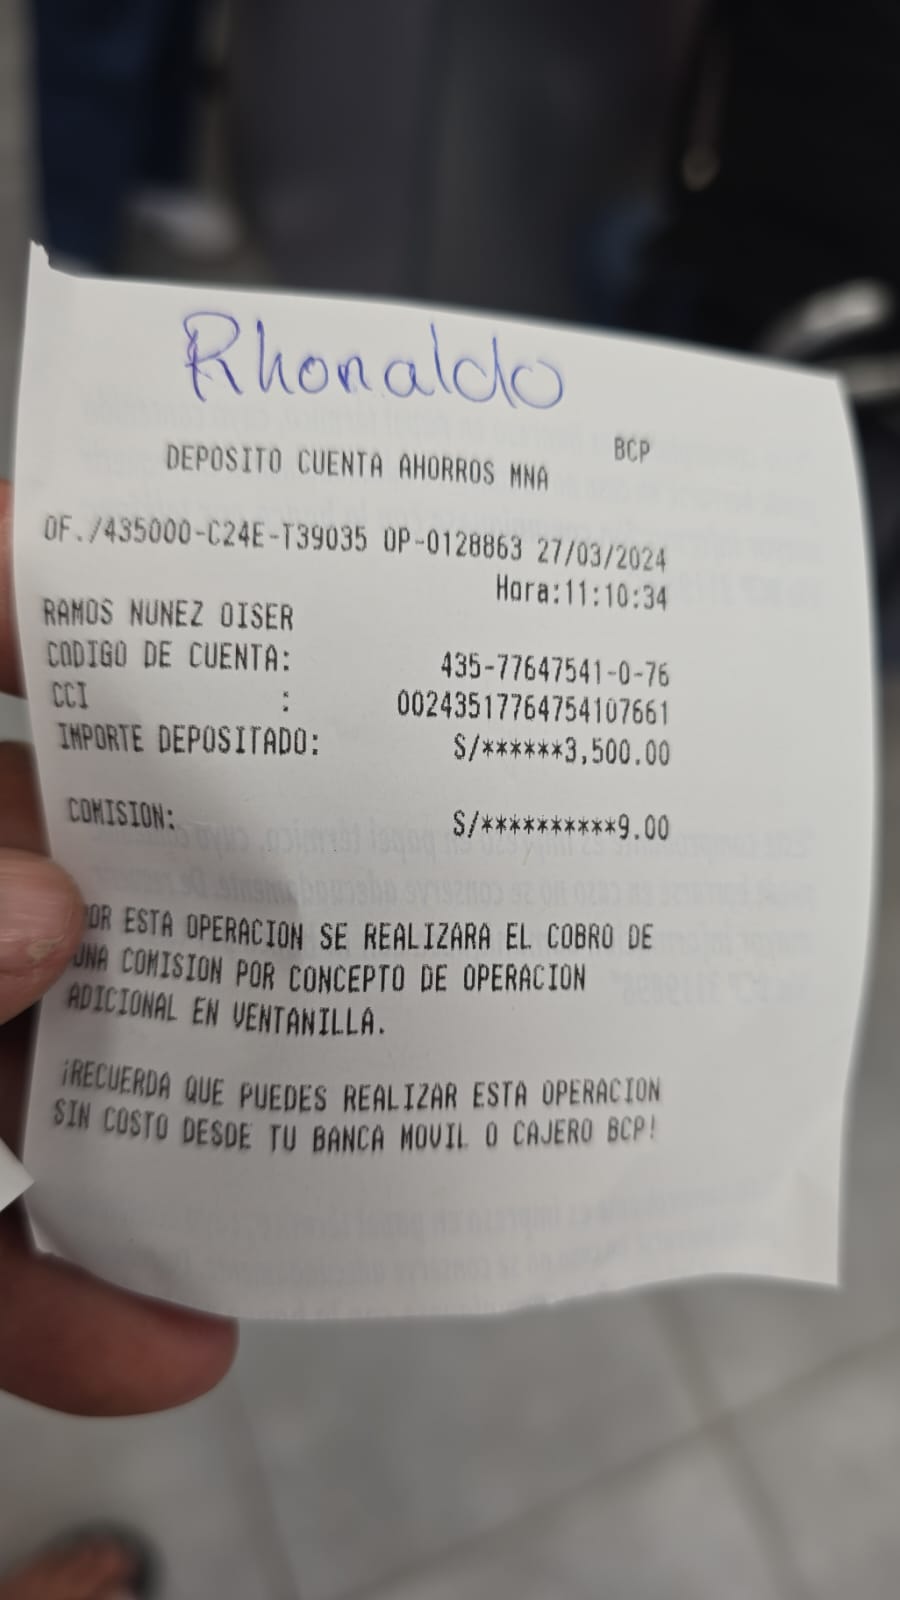 Rhonaldo
BCP
DEPOSITO CUENTA AHORROS MNA
OF./435000-C24E-T39035 OP-0128863 27/03/2024
Hora:11:10:34
RAMOS NUNEZ OISER
CODIGO DE CUENTA: 435-77647541-0-76
CCI : 00243517764754107661
IMPORTE DEPOSITADO: S/******3,500.00
COMISION: S/**********9.00
POR ESTA OPERACION SE REALIZARA EL COBRO DE
UNA COMISION POR CONCEPTO DE OPERACION
ADICIONAL EN VENTANILLA.
¡RECUERDA QUE PUEDES REALIZAR ESTA OPERACION
SIN COSTO DESDE TU BANCA MOVIL O CAJERO BCP!